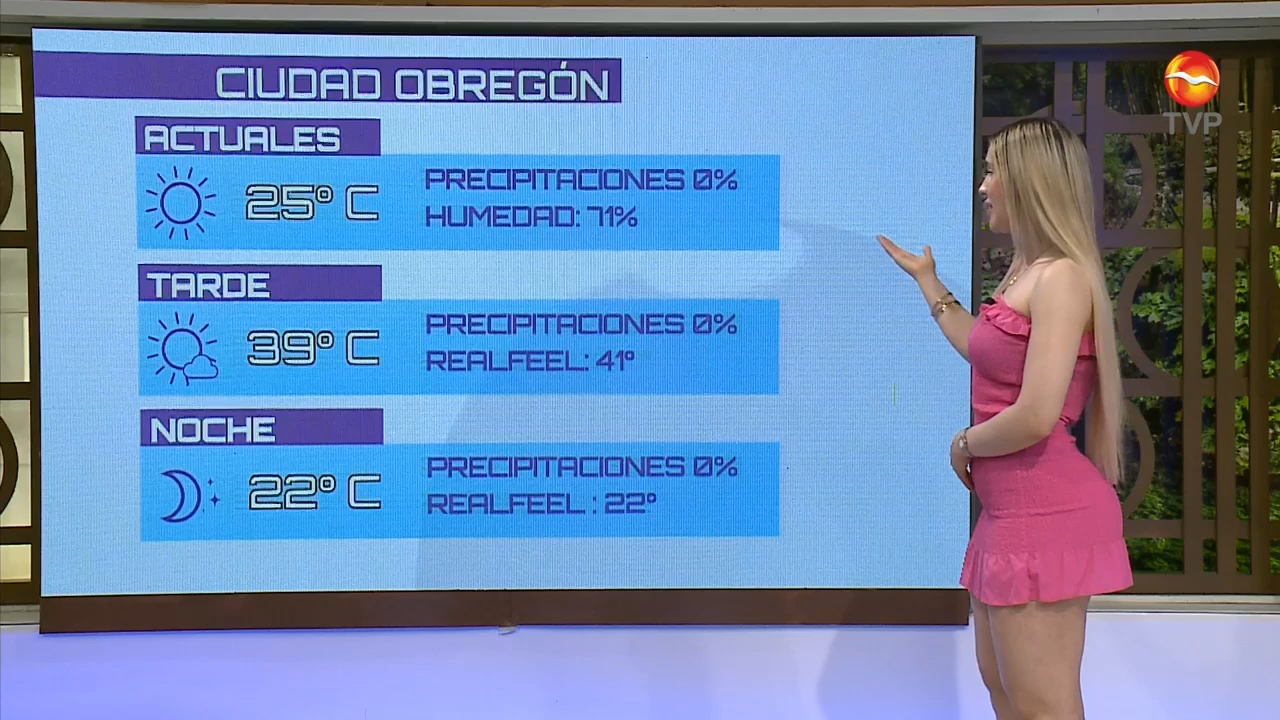 CIUDAD OBREGÓN
ACTUALES
25° C
PRECIPITACIONES 0%
HUMEDAD: 71%
TARDE
39° C
PRECIPITACIONES 0%
REALFEEL: 41°
NOCHE
22° C
PRECIPITACIONES 0%
REALFEEL : 22°
TVP